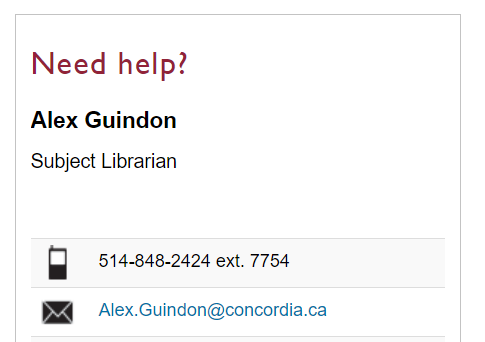 Need help?
Alex Guindon
Subject Librarian
514-848-2424 ext. 7754
Alex.Guindon@concordia.ca